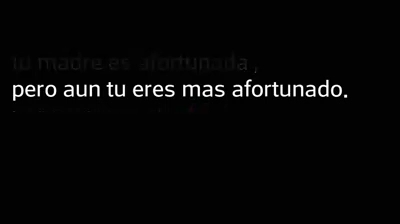 tu madre es afortunada ,
pero aun tu eres mas afortunado.